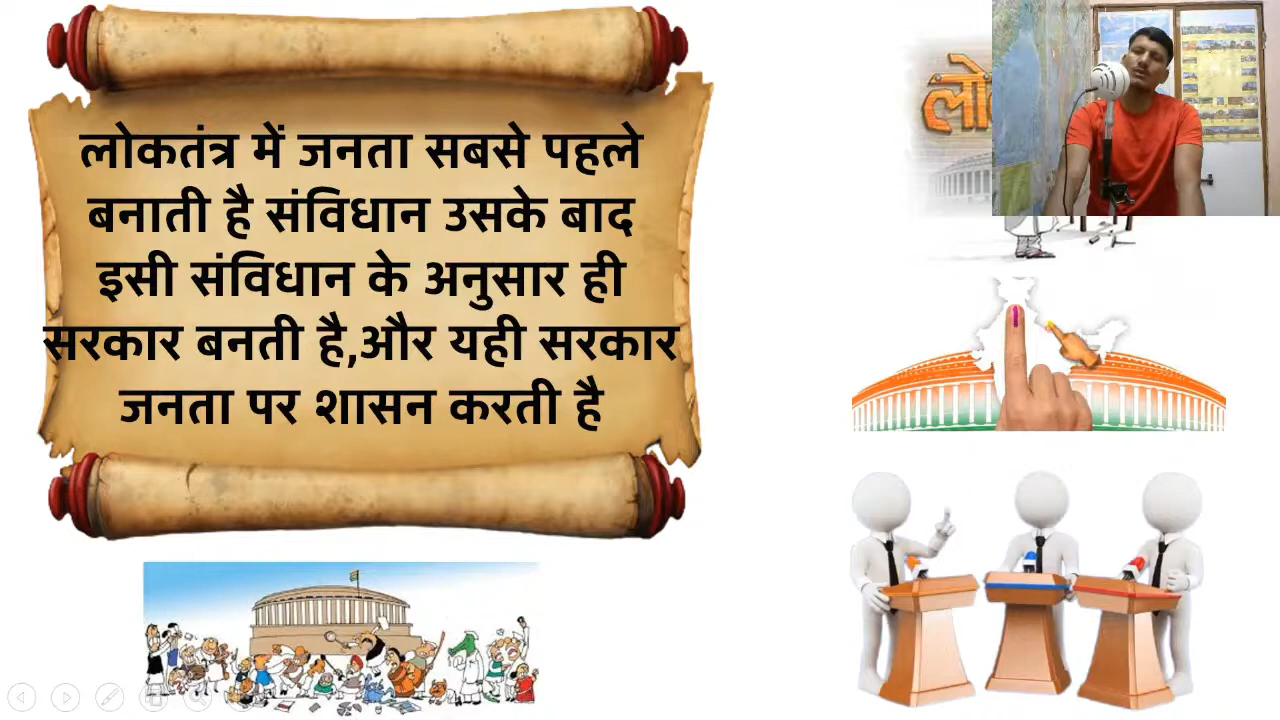 लोकतंत्र में जनता सबसे पहले
बनाती है संविधान उसके बाद
इसी संविधान के अनुसार ही
सरकार बनती है,और यही सरकार
जनता पर शासन करती है